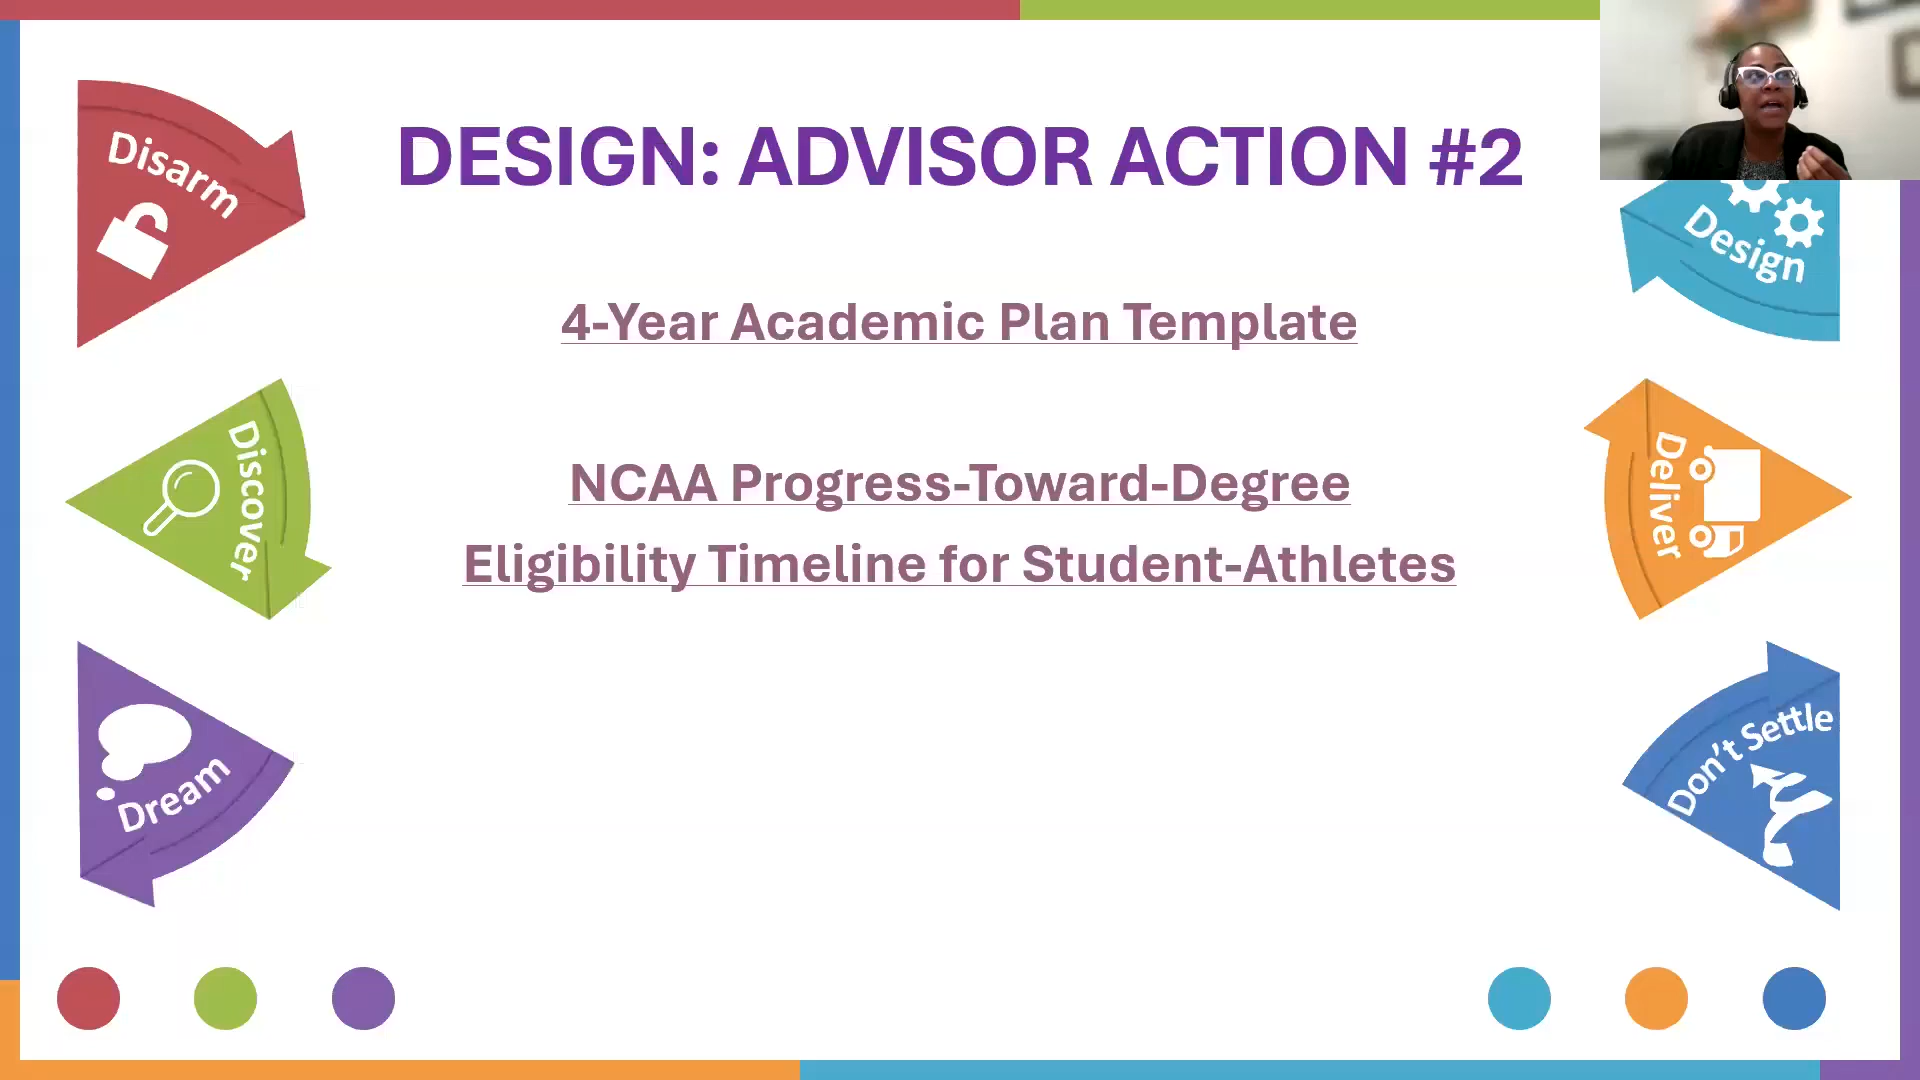 DESIGN: ADVISOR ACTION #2
Disarm
Design
4-Year Academic Plan Template
Discover
Deliver
NCAA Progress-Toward-Degree
Eligibility Timeline for Student-Athletes
Dream
Don't Settle